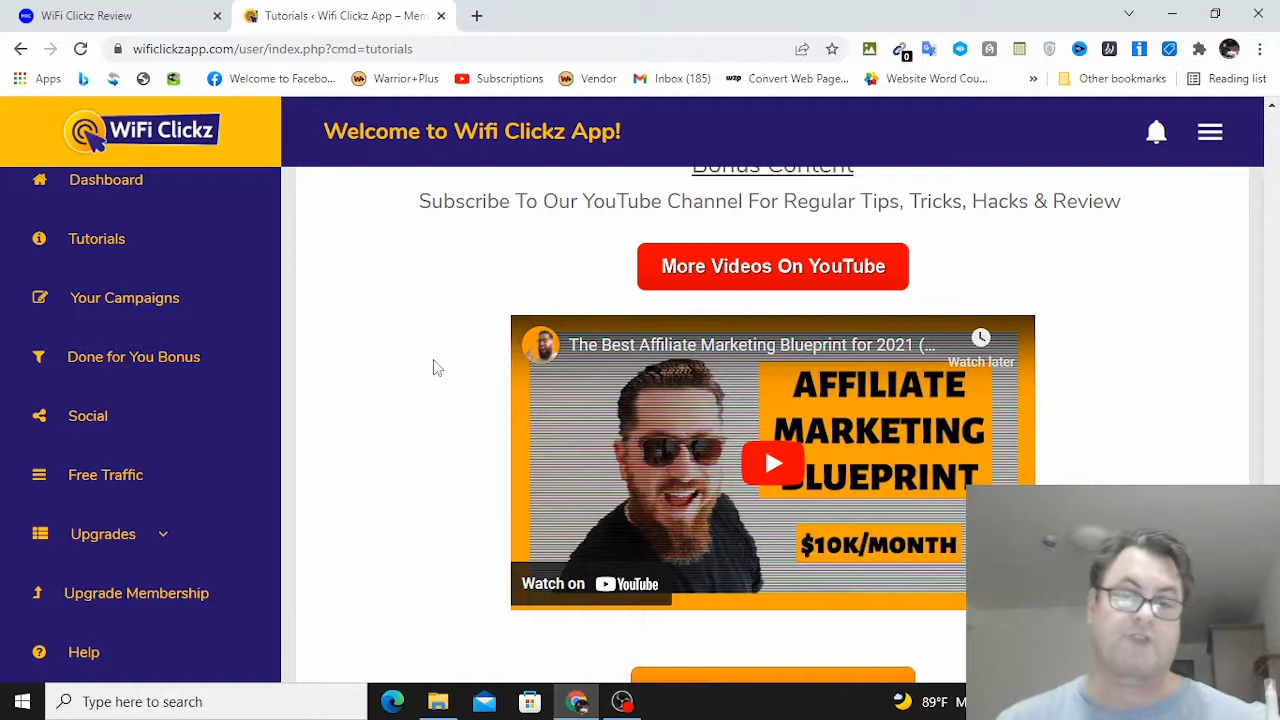 WiFi Clickz Review
Tutorials ‹ Wifi Clickz App – Men
wificlickzapp.com/user/index.php?cmd=tutorials
0
Apps
Welcome to Facebo...
Warrior+Plus
Subscriptions
Vendor
Inbox (185)
wzp
Convert Web Page...
Website Word Cou...
»
Other bookmarks
Reading list
WiFi Clickz
Welcome to Wifi Clickz App!
Dashboard
Tutorials
Your Campaigns
Done for You Bonus
Social
Free Traffic
Upgrades
Upgrade Membership
Help
Bonus Content
Subscribe To Our YouTube Channel For Regular Tips, Tricks, Hacks & Review
More Videos On YouTube
The Best Affiliate Marketing Blueprint for 2021 (...
Watch later
AFFILIATE
MARKETING
BLUEPRINT
$10K/MONTH
Watch on YouTube
Type here to search
89°F M